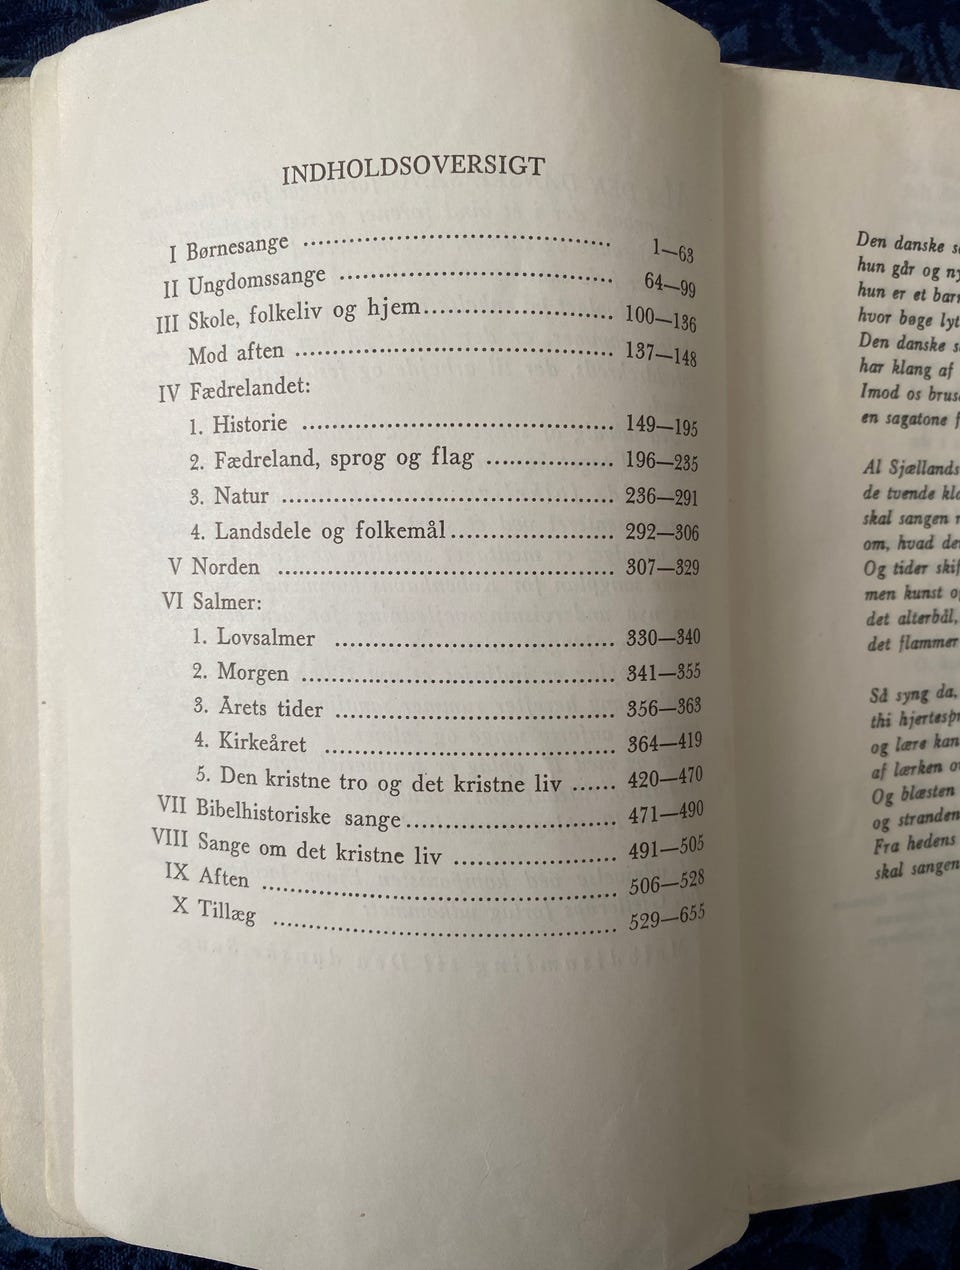 INDHOLDSOVERSIGT
I Børnesange ........................................ 1—63
II Ungdomssange .................................... 64—99
III Skole, folkeliv og hjem......................... 100—136
Mod aften .......................................... 137—148
IV Fædrelandet:
1. Historie ......................................... 149—195
2. Fædreland, sprog og flag ................. 196—235
3. Natur ............................................ 236—291
4. Landsdele og folkemål...................... 292—306
V Norden ............................................ 307—329
VI Salmer:
1. Lovsalmer ..................................... 330—340
2. Morgen ......................................... 341—355
3. Årets tider ..................................... 356—363
4. Kirkeåret ....................................... 364—419
5. Den kristne tro og det kristne liv ...... 420—470
VII Bibelhistoriske sange............................ 471—490
VIII Sange om det kristne liv ...................... 491—505
IX Aften ............................................... 506—528
X Tillæg .............................................. 529—655
Den danske
hun går og
hun er et
hvor bøge
Den danske
har klang af
Imod os
en sagatone
Al Sjællands
de tvende
skal sangen
om, hvad
Og tider
men kunst
det alterbål,
det flammer
Så syng da,
thi
og lære kan
af lærken
Og blæsten
og stranden
Fra hedens
skal sangen